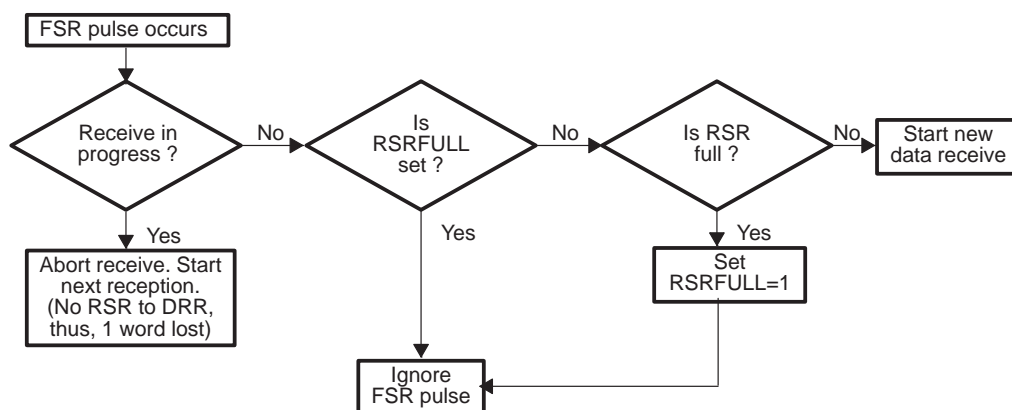 FSR pulse occurs
Receive in
progress ?
No
Is
RSRFULL
set ?
No
Is RSR
full ?
No
Start new
data receive
Yes
Abort receive. Start
next reception.
(No RSR to DRR,
thus, 1 word lost)
Yes
Yes
Set
RSRFULL=1
Ignore
FSR pulse